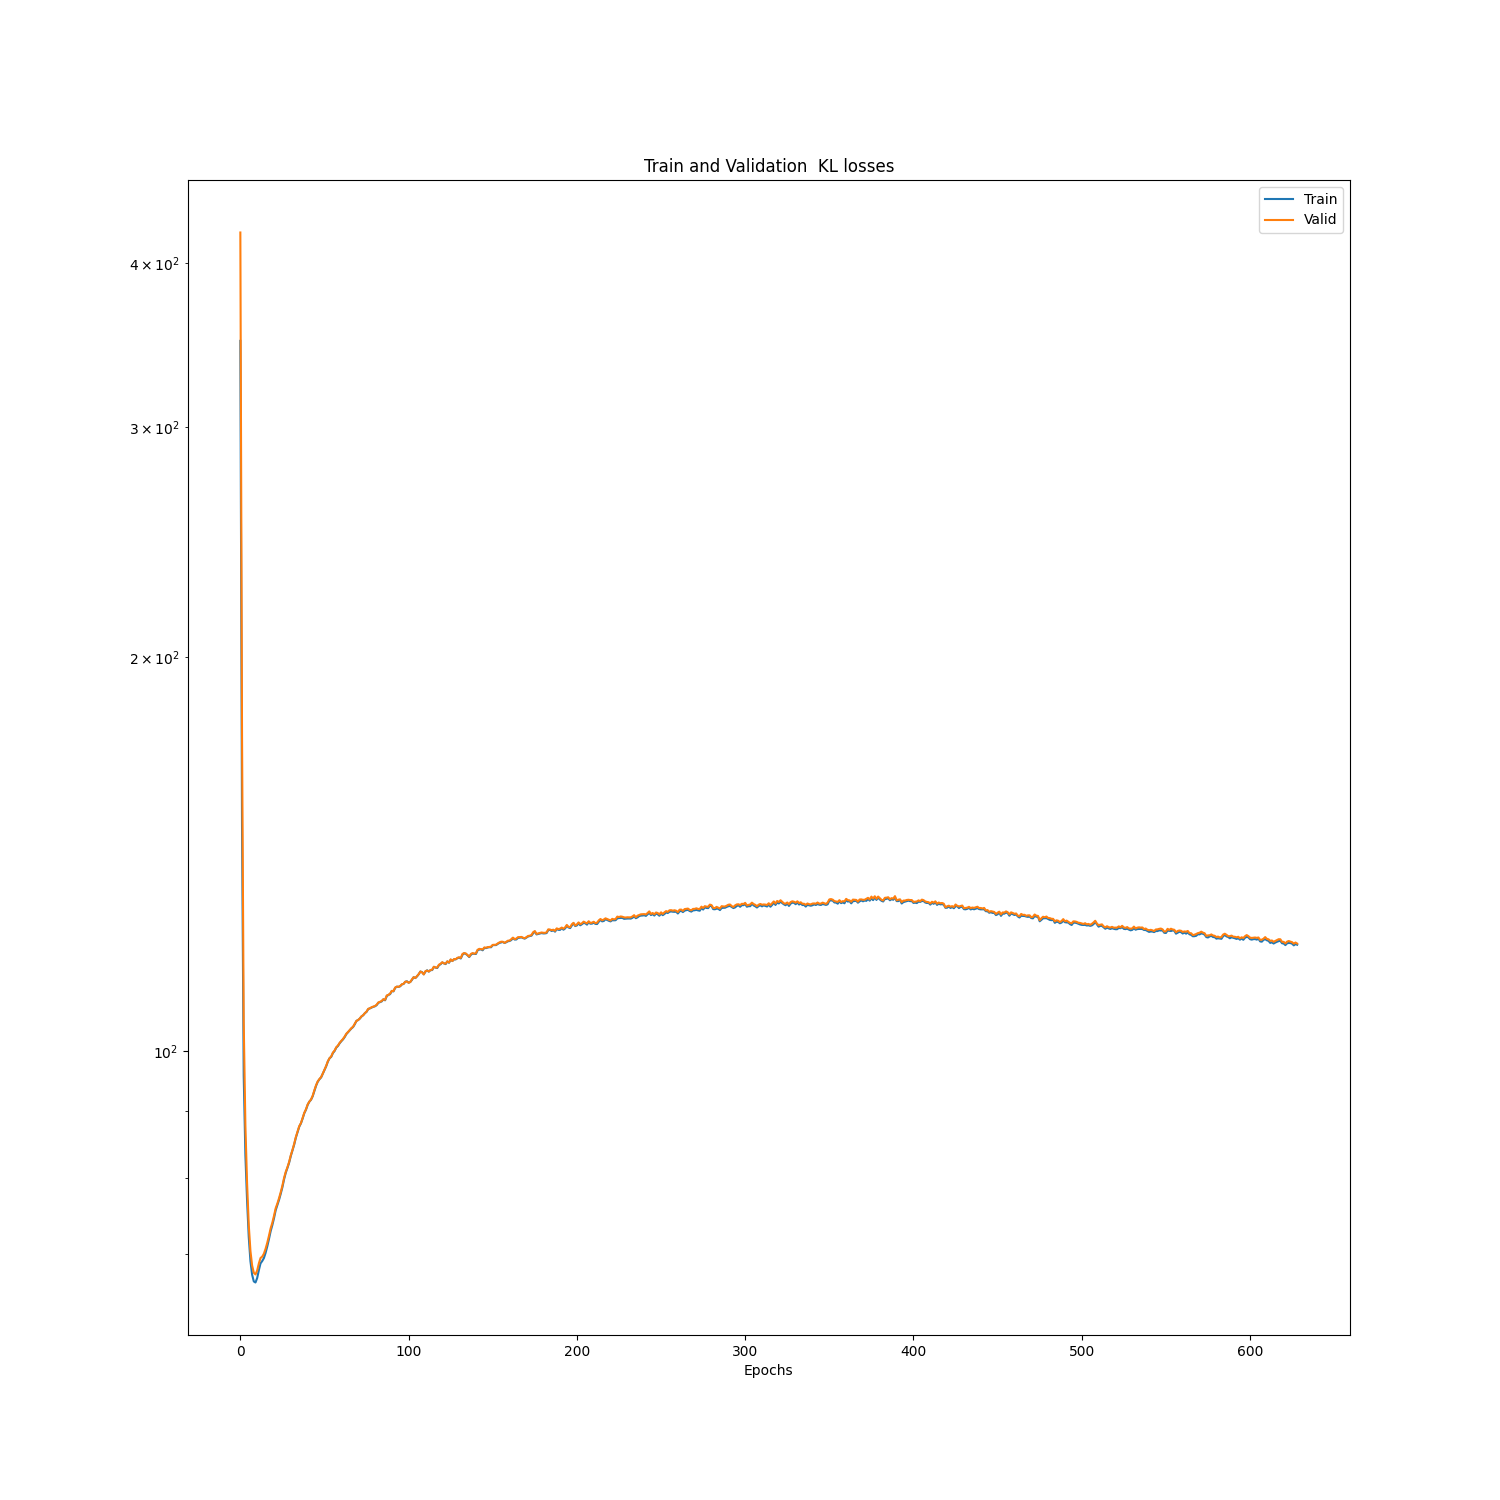 Train and Validation  KL losses
Train
Valid
4 × 10²
3 × 10²
2 × 10²
10²
0 100 200 300 400 500 600
Epochs